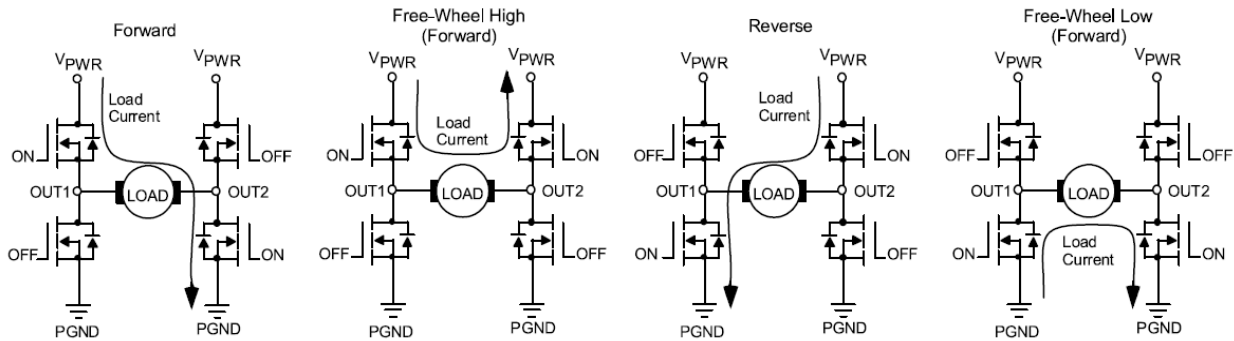 Forward
VPWR
VPWR
Load
Current
ON
OFF
OUT1
LOAD
OUT2
OFF
ON
PGND
PGND
Free-Wheel High
(Forward)
VPWR
VPWR
Load
Current
ON
ON
OUT1
LOAD
OUT2
OFF
OFF
PGND
PGND
Reverse
VPWR
VPWR
Load
Current
OFF
ON
OUT1
LOAD
OUT2
ON
OFF
PGND
PGND
Free-Wheel Low
(Forward)
VPWR
VPWR
OFF
OFF
OUT1
LOAD
OUT2
ON
Load
Current
ON
PGND
PGND